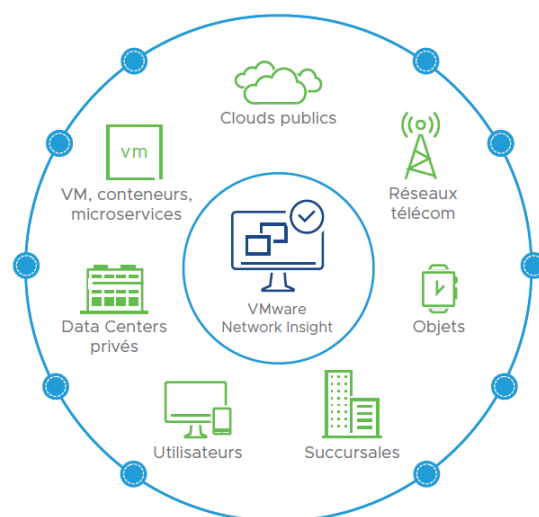 Clouds publics
vm
VM, conteneurs,
microservices
Réseaux
télécom
VMware
Network Insight
Data Centers
privés
Objets
Utilisateurs
Succursales